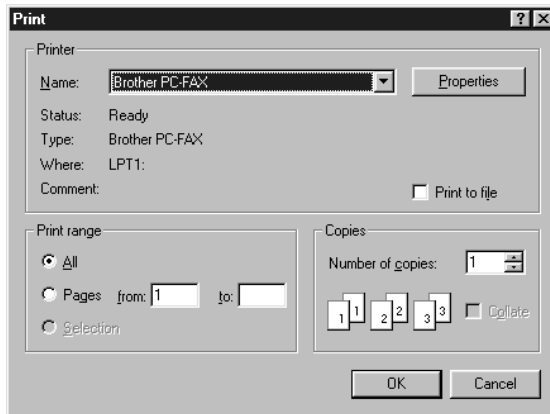 Print
Printer
Name: Brother PC-FAX Properties
Status: Ready
Type: Brother PC-FAX
Where: LPT1:
Comment: Print to file
Print range
All
Pages from: 1 to:
Selection
Copies
Number of copies: 1
1 1 2 2 3 3 Collate
OK Cancel